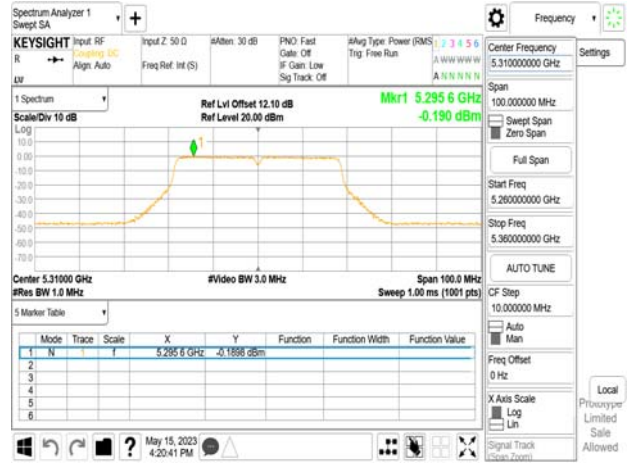 Spectrum Analyzer 1
Swept SA
Frequency
KEYSIGHT
Input: RF
Coupling: DC
Align: Auto
Input Z: 50 Ω
Freq Ref: Int (S)
#Atten: 30 dB
PNO: Fast
Gate: Off
IF Gain: Low
Sig Track: Off
#Avg Type: Power (RMS
Trig: Free Run
1 2 3 4 5 6
A W W W W W
A N N N N N
R
LXI
1 Spectrum
Scale/Div 10 dB
Ref Lvl Offset 12.10 dB
Ref Level 20.00 dBm
Mkr1 5.295 6 GHz
-0.190 dBm
Log
10.0
0.00
-10.0
-20.0
-30.0
-40.0
-50.0
-60.0
-70.0
1
Center 5.31000 GHz
#Video BW 3.0 MHz
Span 100.0 MHz
#Res BW 1.0 MHz
Sweep 1.00 ms (1001 pts)
5 Marker Table
Mode Trace Scale X Y Function Function Width Function Value
1 N 1 f 5.295 6 GHz -0.1898 dBm
2
3
4
5
6
May 15, 2023
4:20:41 PM
Center Frequency
5.310000000 GHz
Settings
Span
100.000000 MHz
Swept Span
Zero Span
Full Span
Start Freq
5.260000000 GHz
Stop Freq
5.360000000 GHz
AUTO TUNE
CF Step
10.000000 MHz
Auto
Man
Freq Offset
0 Hz
X Axis Scale
Log
Lin
Signal Track
(Span Zoom)
Local
Prototype
Limited
Sale
Allowed